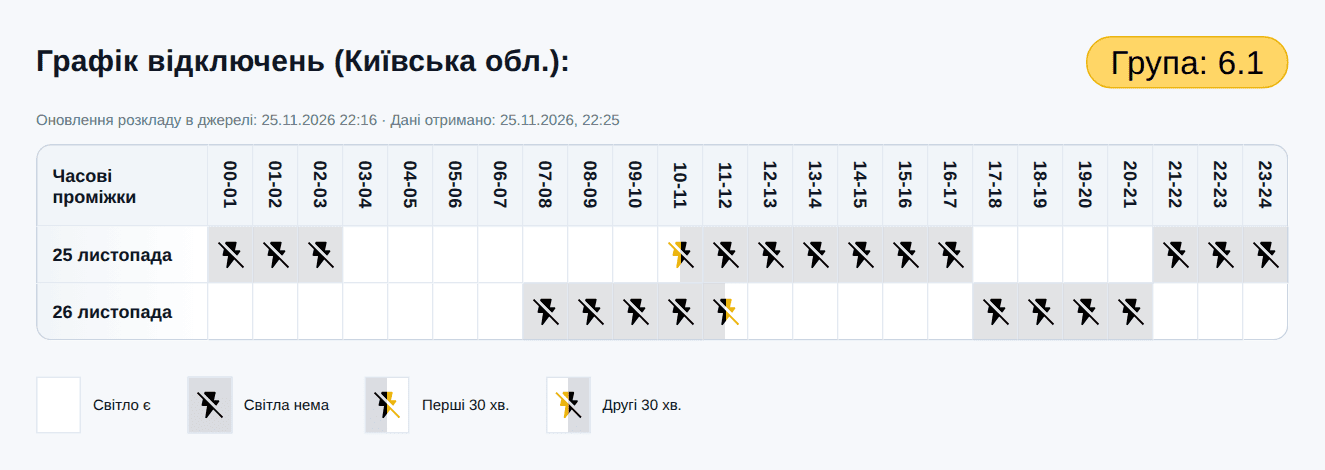 Графік відключень (Київська обл.):
Група: 6.1
Оновлення розкладу в джерелі: 25.11.2026 22:16 · Дані отримано: 25.11.2026, 22:25
Часові проміжки 00-01 01-02 02-03 03-04 04-05 05-06 06-07 07-08 08-09 09-10 10-11 11-12 12-13 13-14 14-15 15-16 16-17 17-18 18-19 19-20 20-21 21-22 22-23 23-24
25 листопада
26 листопада
Світло є Світла нема Перші 30 хв. Другі 30 хв.